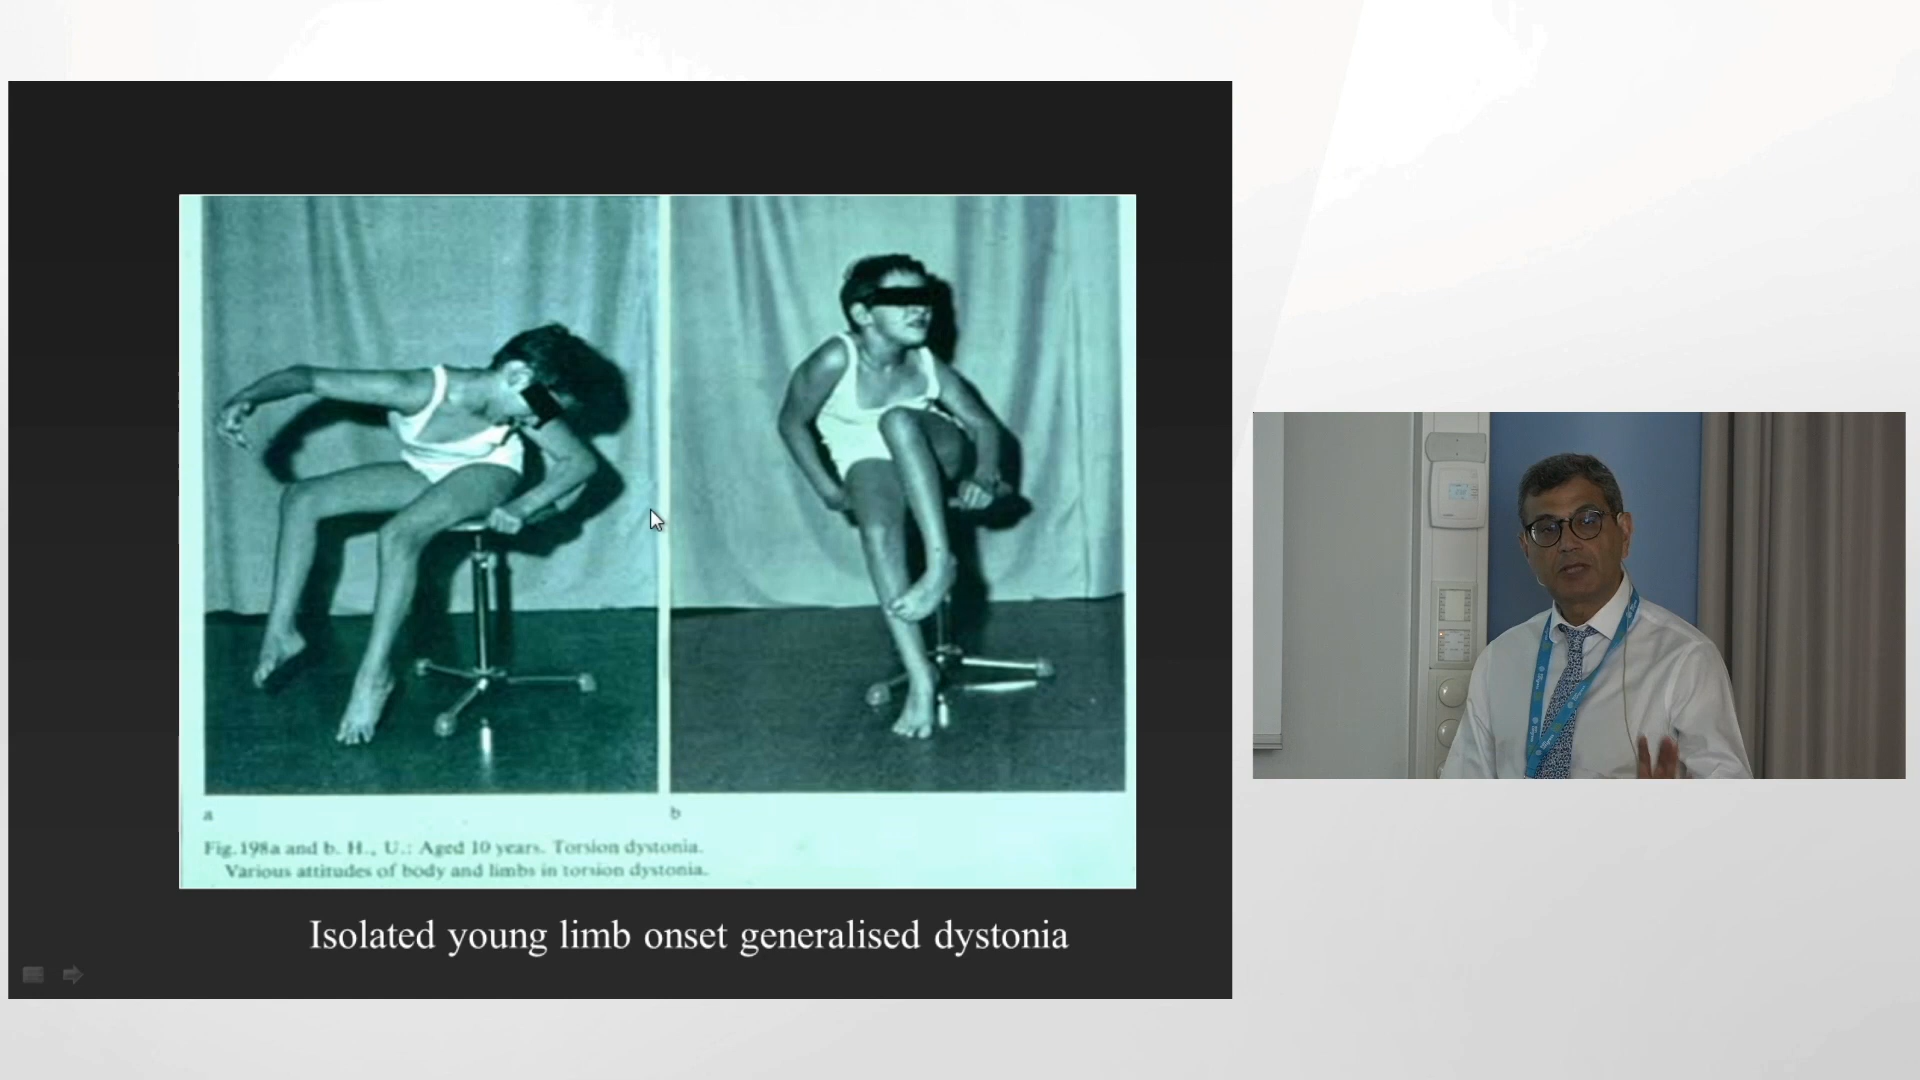 a
b
Fig. 198a and b. H., U.: Aged 10 years. Torsion dystonia.
Various attitudes of body and limbs in torsion dystonia.
Isolated young limb onset generalised dystonia